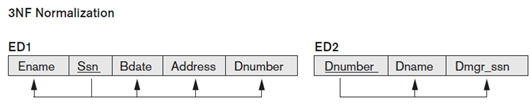 3NF Normalization
ED1
Ename Ssn Bdate Address Dnumber
ED2
Dnumber Dname Dmgr_ssn